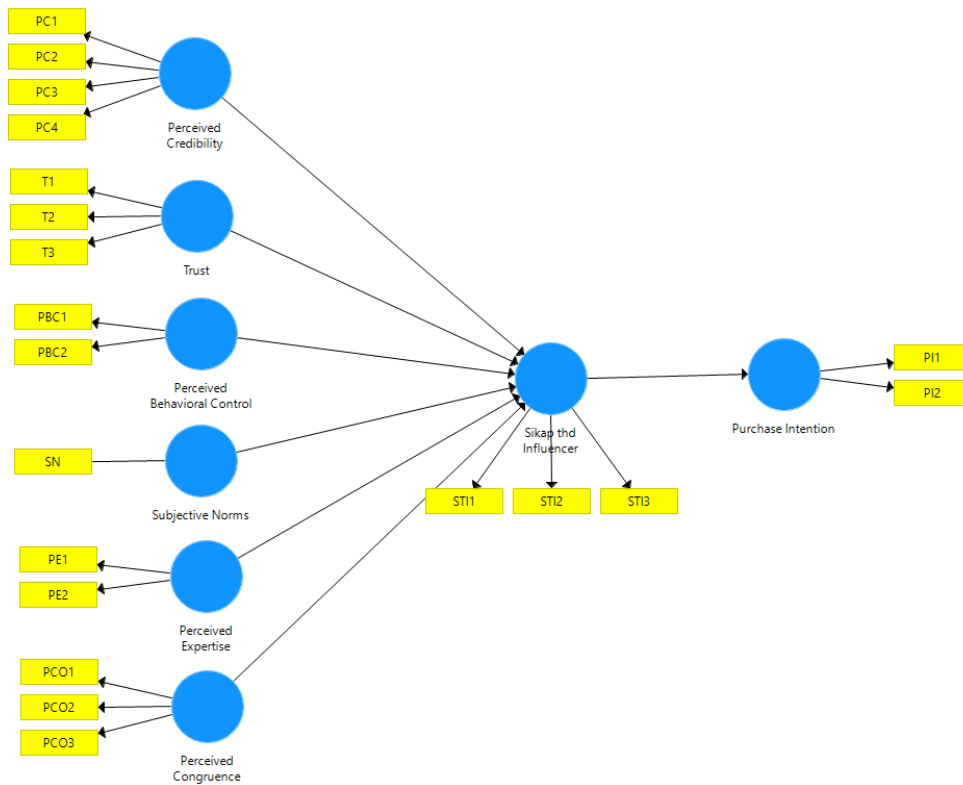 PC1
PC2
PC3
PC4
Perceived
Credibility
T1
T2
T3
Trust
PBC1
PBC2
Perceived
Behavioral Control
SN
Subjective Norms
PE1
PE2
Perceived
Expertise
PCO1
PCO2
PCO3
Perceived
Congruence
Sikap thd
Influencer
STI1
STI2
STI3
Purchase Intention
PI1
PI2